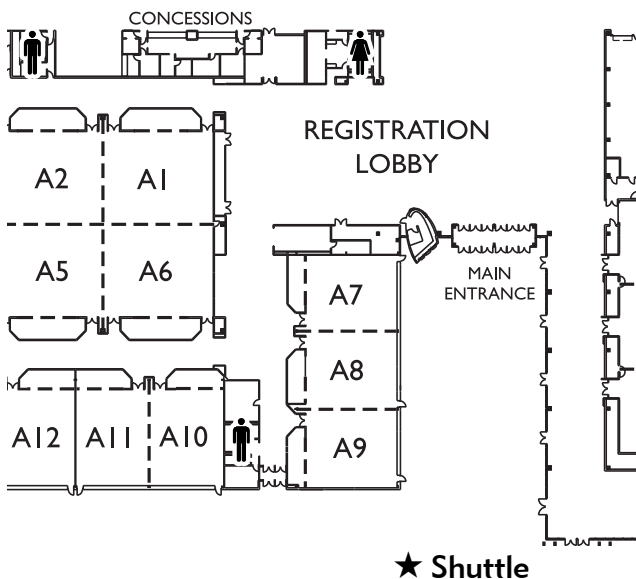 CONCESSIONS
REGISTRATION
LOBBY
A2
A1
A5
A6
MAIN
ENTRANCE
A7
A8
A12
A11
A10
A9
★ Shuttle